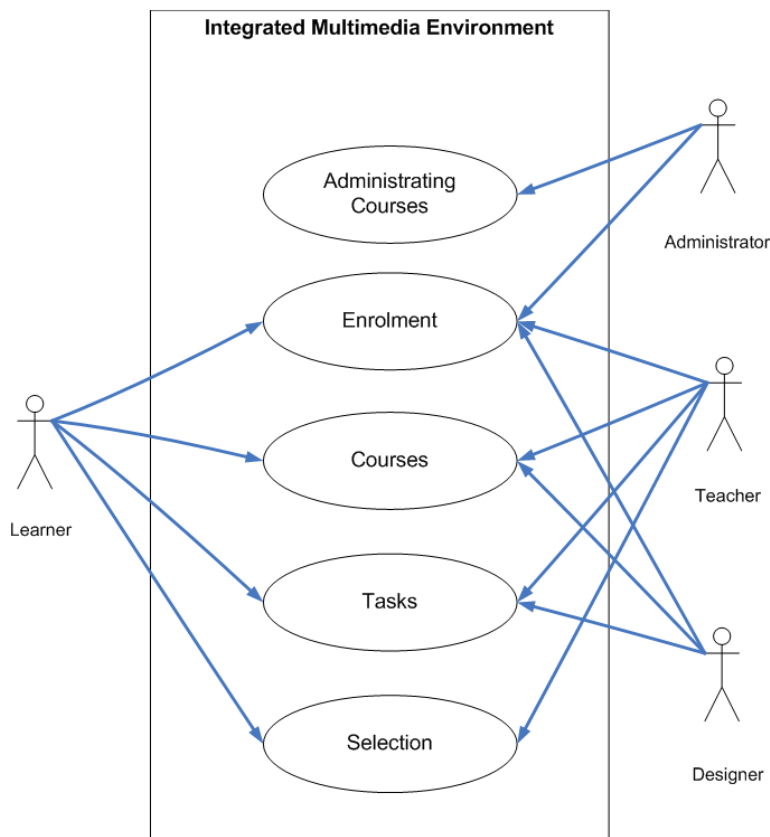 Integrated Multimedia Environment
Administrating
Courses
Administrator
Enrolment
Learner
Courses
Teacher
Tasks
Selection
Designer